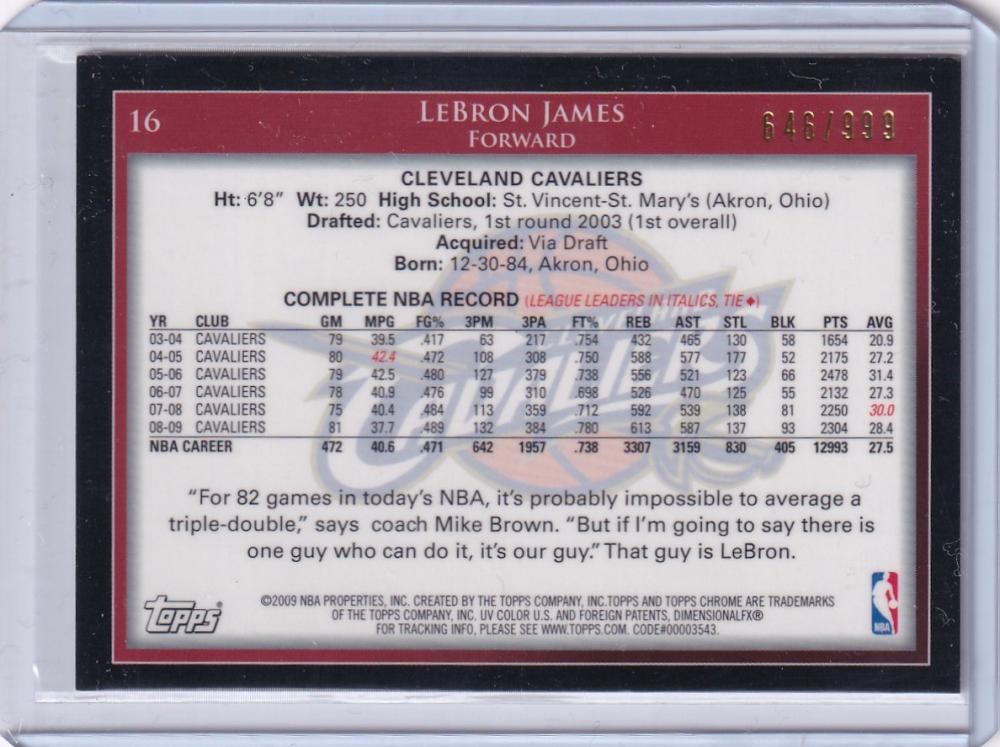 16
LeBron James
646/999
Forward
CLEVELAND CAVALIERS
Ht: 6'8" Wt: 250 High School: St. Vincent-St. Mary's (Akron, Ohio)
Drafted: Cavaliers, 1st round 2003 (1st overall)
Acquired: Via Draft
Born: 12-30-84, Akron, Ohio
COMPLETE NBA RECORD (LEAGUE LEADERS IN ITALICS, TIE ♦)
YR CLUB GM MPG FG% 3PM 3PA FT% REB AST STL BLK PTS AVG
03-04 CAVALIERS 79 39.5 .417 63 217 .754 432 465 130 58 1654 20.9
04-05 CAVALIERS 80 42.4 .472 108 308 .750 588 577 177 52 2175 27.2
05-06 CAVALIERS 79 42.5 .480 127 379 .738 556 521 123 66 2478 31.4
06-07 CAVALIERS 78 40.9 .476 99 310 .698 526 470 125 55 2132 27.3
07-08 CAVALIERS 75 40.4 .484 113 359 .712 592 539 138 81 2250 30.0
08-09 CAVALIERS 81 37.7 .489 132 384 .780 613 587 137 93 2304 28.4
NBA CAREER 472 40.6 .471 642 1957 .738 3307 3159 830 405 12993 27.5
CLEVELAND
CAVALIERS
"For 82 games in today's NBA, it's probably impossible to average a
triple-double," says coach Mike Brown. "But if I'm going to say there is
one guy who can do it, it's our guy." That guy is LeBron.
Topps®
©2009 NBA PROPERTIES, INC. CREATED BY THE TOPPS COMPANY, INC.TOPPS AND TOPPS CHROME ARE TRADEMARKS
OF THE TOPPS COMPANY, INC. UV COLOR U.S. AND FOREIGN PATENTS, DIMENSIONALFX®
FOR TRACKING INFO, PLEASE SEE WWW.TOPPS.COM. CODE#00003543.
NBA